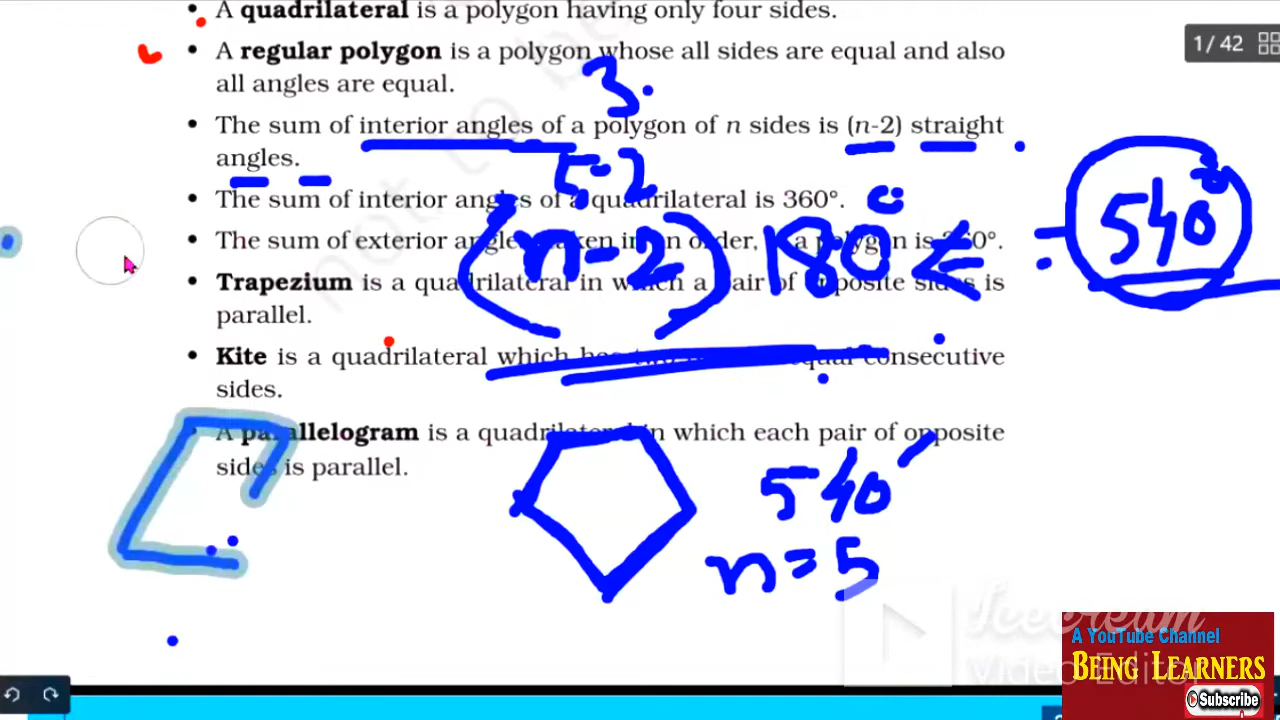 • A quadrilateral is a polygon having only four sides.
• A regular polygon is a polygon whose all sides are equal and also
all angles are equal.
3
• The sum of interior angles of a polygon of n sides is (n-2) straight
angles.
5-2
• The sum of interior angles of a quadrilateral is 360°.
(n-2) 180° = 540°
• The sum of exterior angles taken in an order, a polygon is 360°.
• Trapezium is a quadrilateral in which a pair of opposite sides is
parallel.
• Kite is a quadrilateral which has two equal consecutive
sides.
• A parallelogram is a quadrilateral in which each pair of opposite
sides is parallel.
540°
n=5
1 / 42
Icecream
Video Editor
A YouTube Channel
BEING LEARNERS
Subscribe